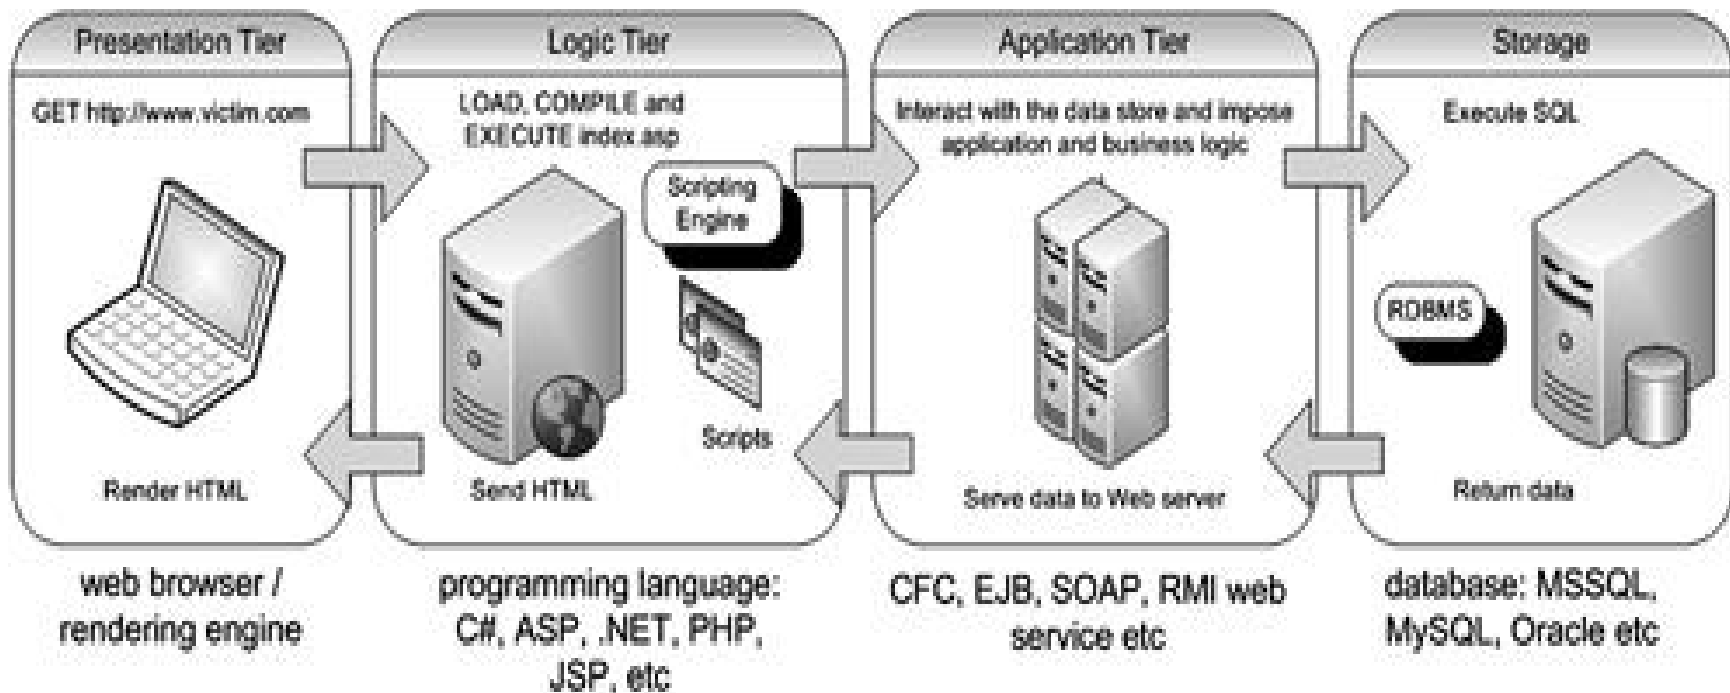 Presentation Tier
GET http://www.victim.com
Render HTML
web browser /
rendering engine
Logic Tier
LOAD, COMPILE and
EXECUTE index.asp
Scripting
Engine
Scripts
Send HTML
programming language:
C#, ASP, .NET, PHP,
JSP, etc
Application Tier
Interact with the data store and impose
application and business logic
Serve data to Web server
CFC, EJB, SOAP, RMI web
service etc
Storage
Execute SQL
RDBMS
Return data
database: MSSQL,
MySQL, Oracle etc